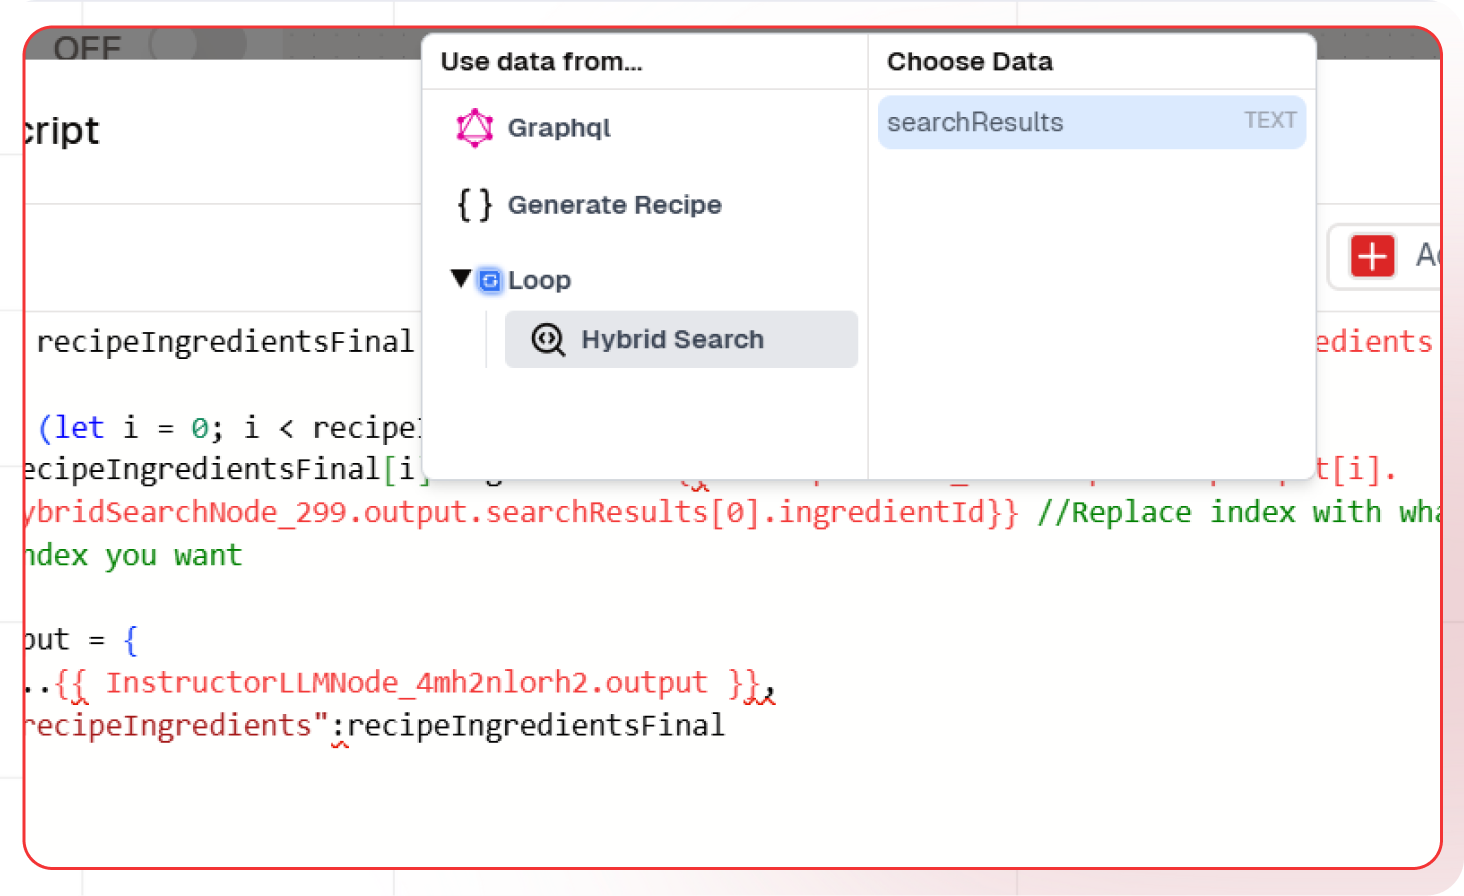 OFF
Use data from...
Choose Data
Graphql
searchResults TEXT
cript
Generate Recipe
Loop
Hybrid Search
recipeIngredientsFinal
edients
(let i = 0; i < recipe
ecipeIngredientsFinal[i] t[i].
ybridSearchNode_299.output.searchResults[0].ingredientId}} //Replace index with wha
ndex you want
put = {
..{{ InstructorLLMNode_4mh2nlorh2.output }},
recipeIngredients":recipeIngredientsFinal